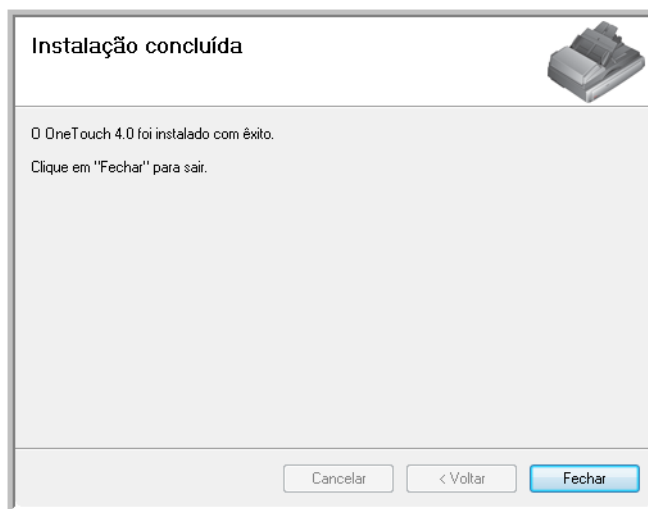 Instalação concluída
O OneTouch 4.0 foi instalado com êxito.
Clique em "Fechar" para sair.
Cancelar
< Voltar
Fechar